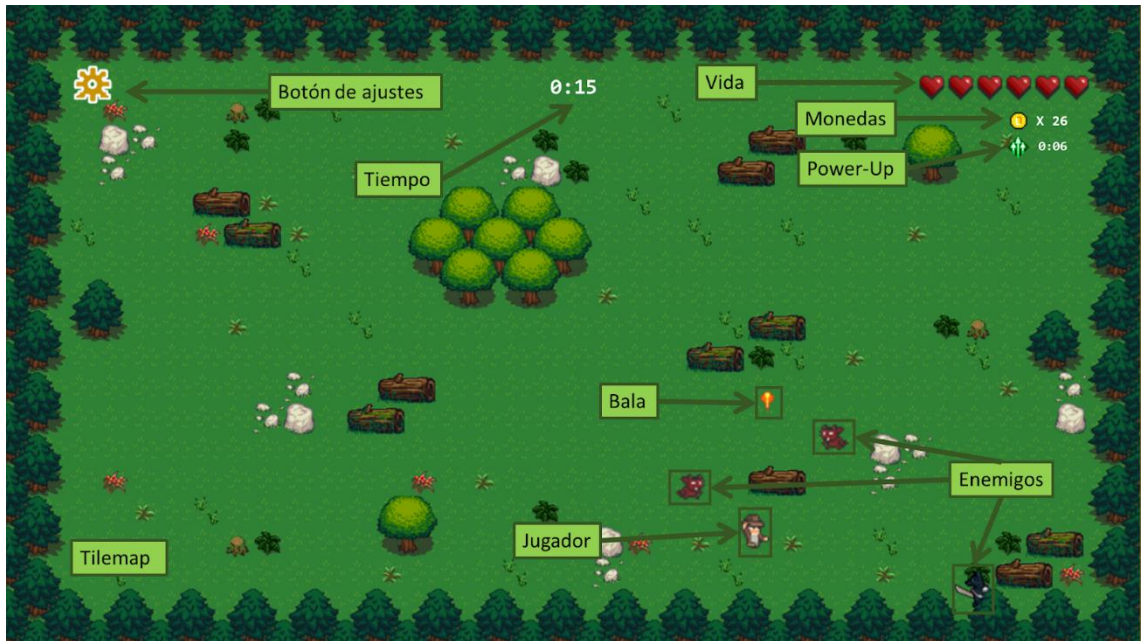 Botón de ajustes
0:15
Vida
Monedas
X 26
Power-Up
0:06
Tiempo
Bala
Enemigos
Jugador
Tilemap